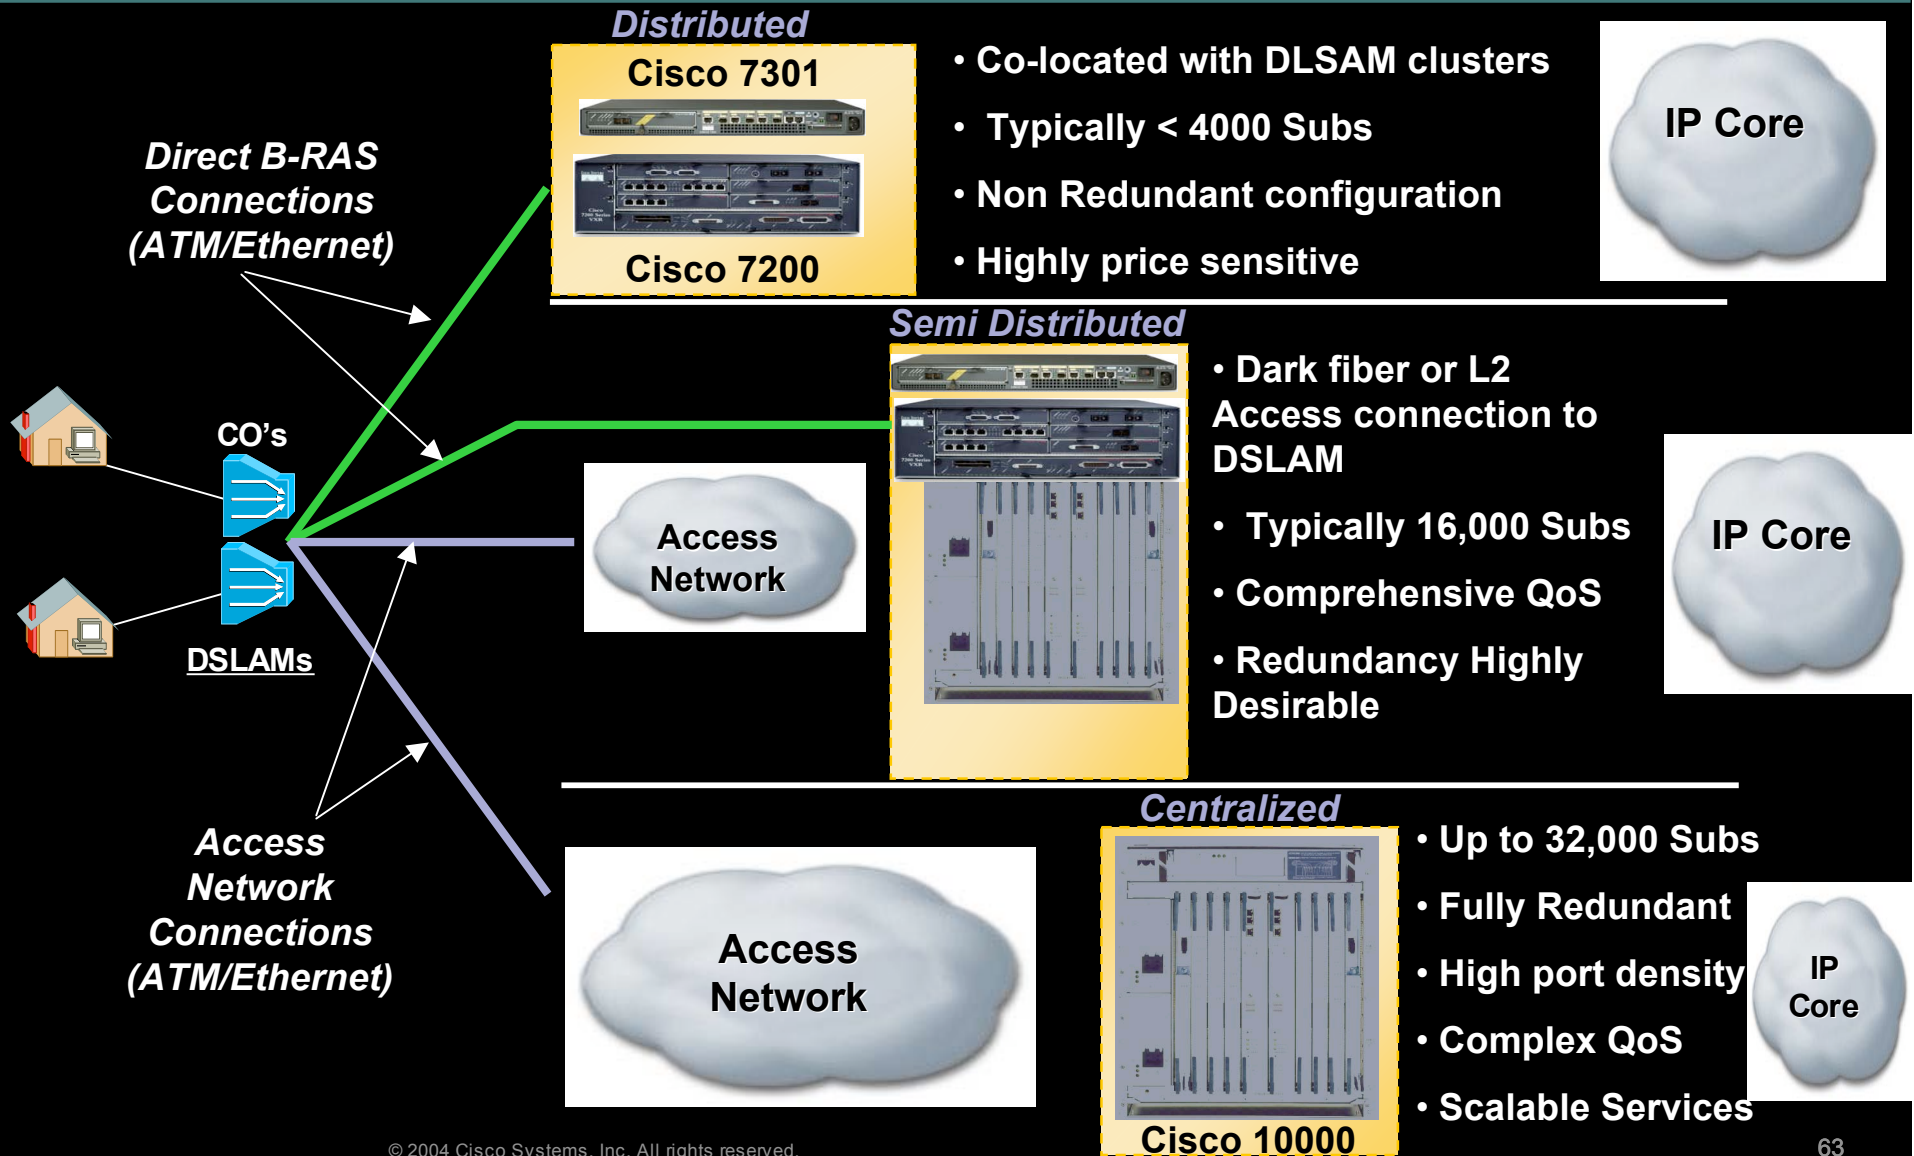 Distributed
Cisco 7301
Cisco 7200
• Co-located with DLSAM clusters
• Typically < 4000 Subs
• Non Redundant configuration
• Highly price sensitive
IP Core
Direct B-RAS
Connections
(ATM/Ethernet)
Semi Distributed
• Dark fiber or L2
Access connection to
DSLAM
• Typically 16,000 Subs
• Comprehensive QoS
• Redundancy Highly
Desirable
IP Core
CO's
DSLAMs
Access
Network
Access
Network
Connections
(ATM/Ethernet)
Access
Network
Centralized
Cisco 10000
• Up to 32,000 Subs
• Fully Redundant
• High port density
• Complex QoS
• Scalable Services
IP
Core
© 2004 Cisco Systems, Inc. All rights reserved.
63